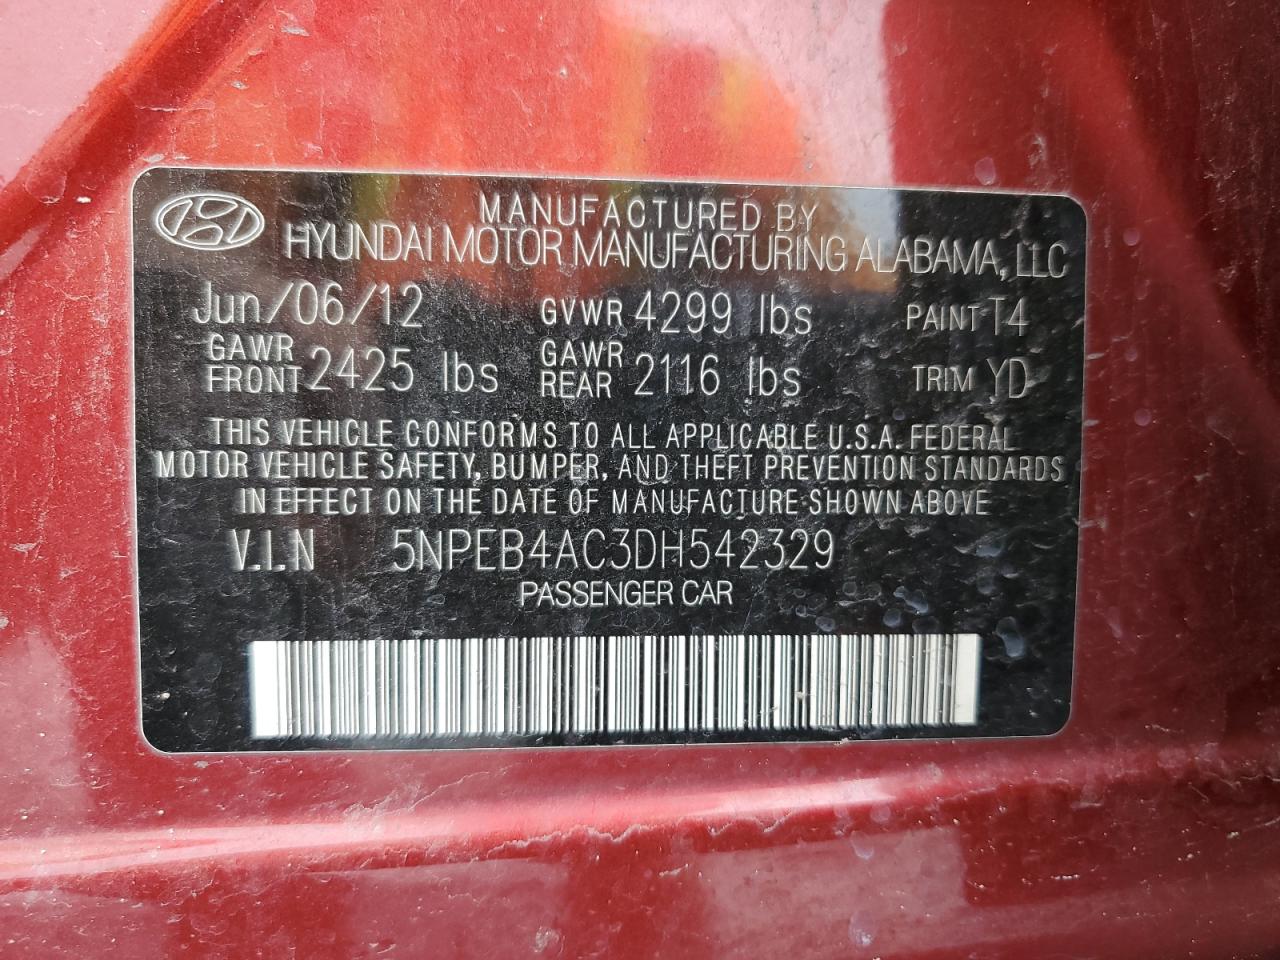 MANUFACTURED BY
HYUNDAI MOTOR MANUFACTURING ALABAMA, LLC
Jun/06/12 GVWR 4299 lbs PAINT T4
GAWR FRONT 2425 lbs GAWR REAR 2116 lbs TRIM YD
THIS VEHICLE CONFORMS TO ALL APPLICABLE U.S.A. FEDERAL
MOTOR VEHICLE SAFETY, BUMPER, AND THEFT PREVENTION STANDARDS
IN EFFECT ON THE DATE OF MANUFACTURE SHOWN ABOVE
V.I.N 5NPEB4AC3DH542329
PASSENGER CAR